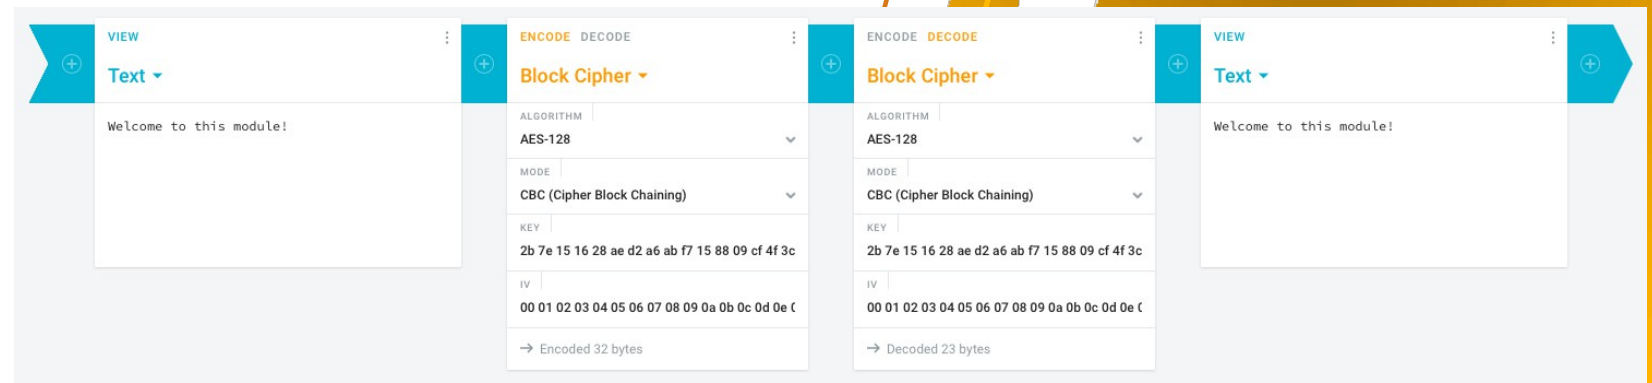 VIEW
Text
Welcome to this module!
ENCODE DECODE
Block Cipher
ALGORITHM
AES-128
MODE
CBC (Cipher Block Chaining)
KEY
2b 7e 15 16 28 ae d2 a6 ab f7 15 88 09 cf 4f 3c
IV
00 01 02 03 04 05 06 07 08 09 0a 0b 0c 0d 0e
→ Encoded 32 bytes
ENCODE DECODE
Block Cipher
ALGORITHM
AES-128
MODE
CBC (Cipher Block Chaining)
KEY
2b 7e 15 16 28 ae d2 a6 ab f7 15 88 09 cf 4f 3c
IV
00 01 02 03 04 05 06 07 08 09 0a 0b 0c 0d 0e
→ Decoded 23 bytes
VIEW
Text
Welcome to this module!